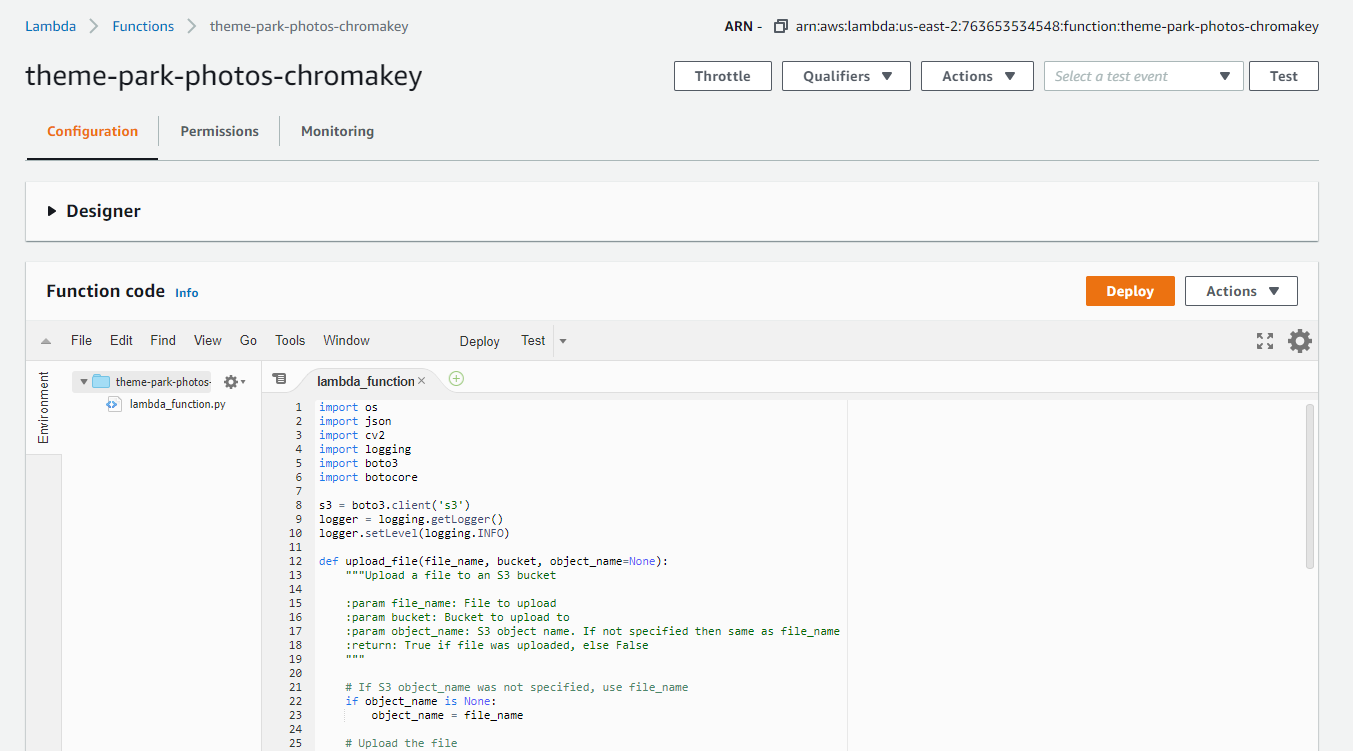 Lambda > Functions > theme-park-photos-chromakey
ARN - arn:aws:lambda:us-east-2:763653534548:function:theme-park-photos-chromakey
theme-park-photos-chromakey
Throttle Qualifiers Actions Select a test event Test
Configuration Permissions Monitoring
Designer
Function code Info
Deploy Actions
File Edit Find View Go Tools Window Deploy Test
Environment
theme-park-photos-
lambda_function.py
lambda_function ×
1 import os
2 import json
3 import cv2
4 import logging
5 import boto3
6 import botocore
7
8 s3 = boto3.client('s3')
9 logger = logging.getLogger()
10 logger.setLevel(logging.INFO)
11
12 def upload_file(file_name, bucket, object_name=None):
13     """Upload a file to an S3 bucket
14
15     :param file_name: File to upload
16     :param bucket: Bucket to upload to
17     :param object_name: S3 object name. If not specified then same as file_name
18     :return: True if file was uploaded, else False
19     """
20
21     # If S3 object_name was not specified, use file_name
22     if object_name is None:
23         object_name = file_name
24
25     # Upload the file